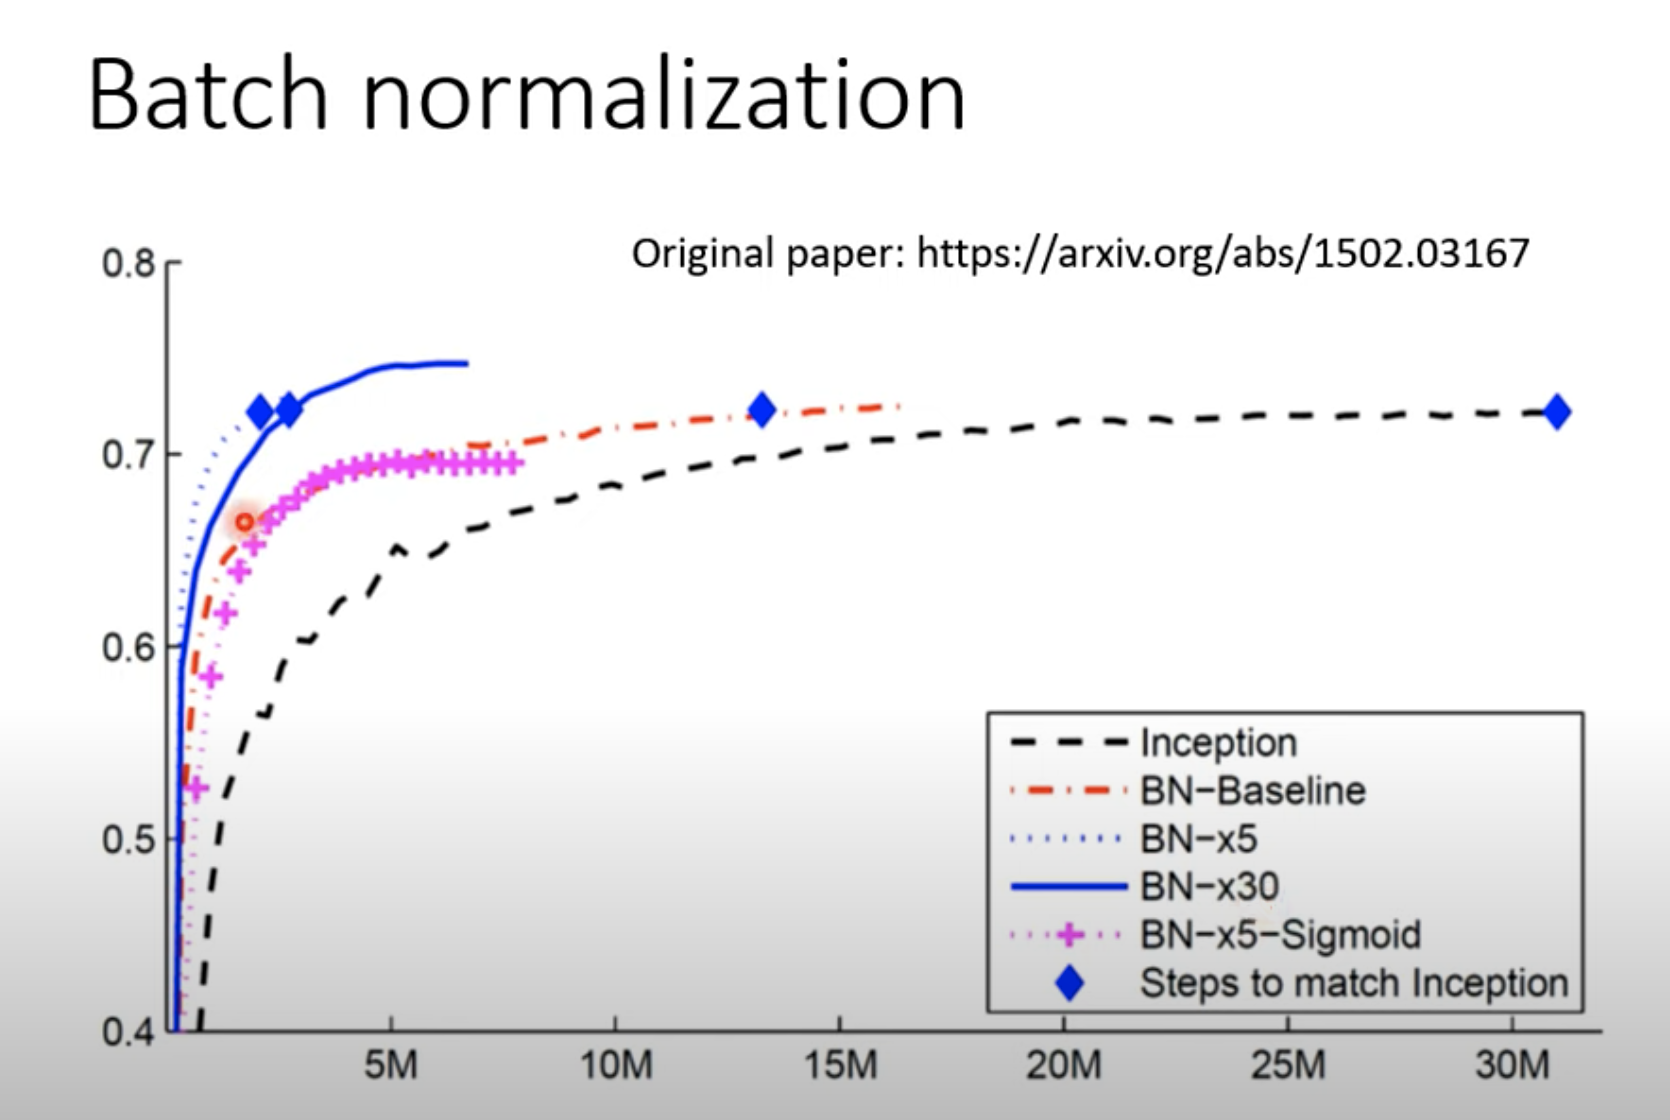 Batch normalization
Original paper: https://arxiv.org/abs/1502.03167
0.8
0.7
0.6
0.5
0.4
5M 10M 15M 20M 25M 30M
Inception
BN−Baseline
BN−x5
BN−x30
BN−x5−Sigmoid
Steps to match Inception